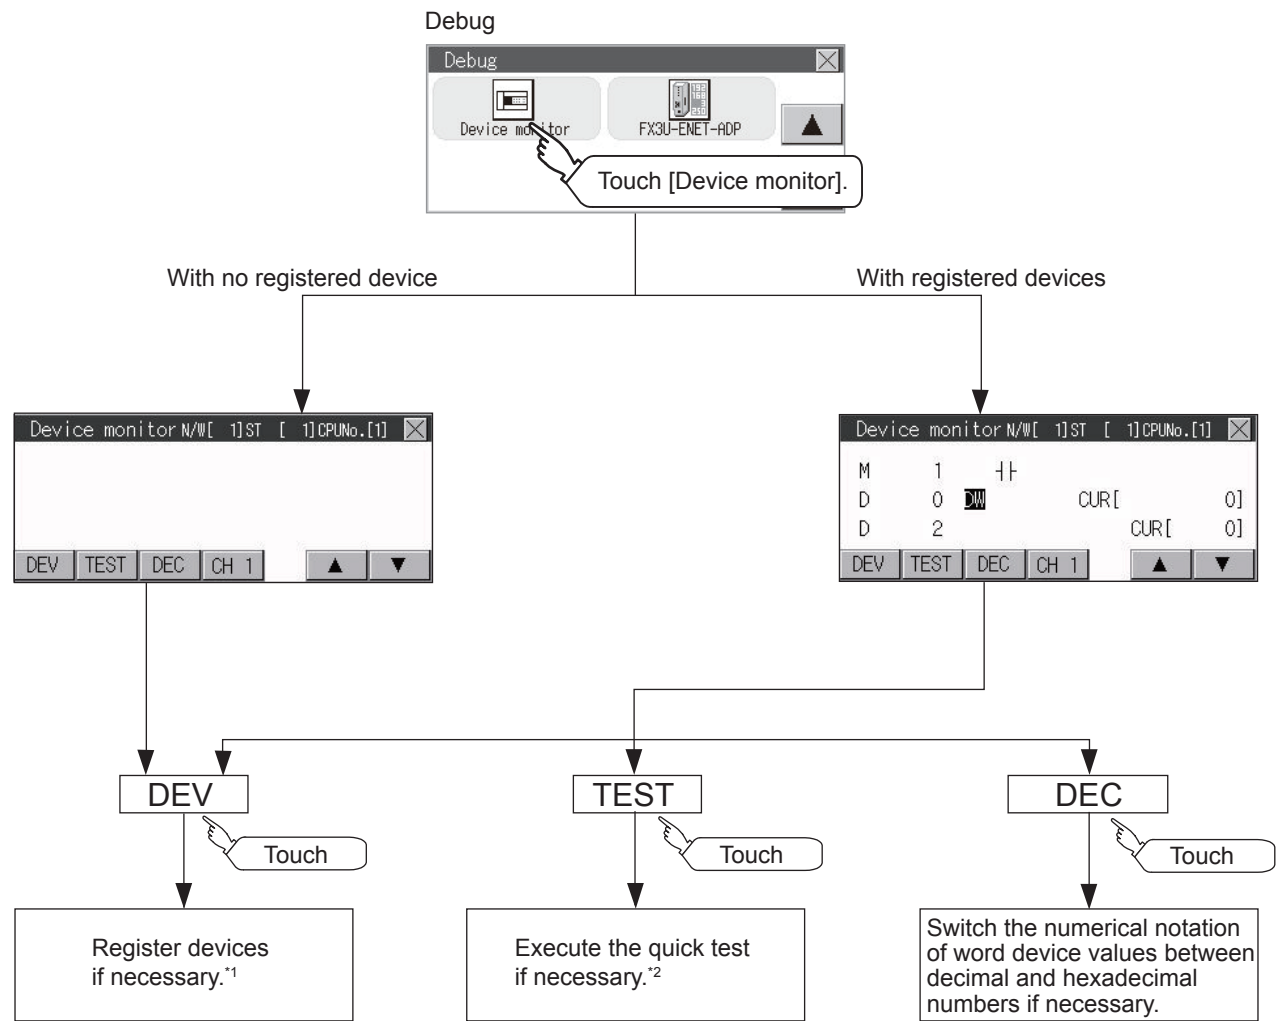 Debug
Debug
Device monitor
FX3U-ENET-ADP
192
168
3
250
Touch [Device monitor].
With no registered device
With registered devices
Device monitor N/W[ 1]ST [ 1]CPUNo.[1]
DEV TEST DEC CH 1 ▲ ▼
Device monitor N/W[ 1]ST [ 1]CPUNo.[1]
M 1 ┤├
D 0 DW CUR[ 0]
D 2 CUR[ 0]
DEV TEST DEC CH 1 ▲ ▼
DEV
Touch
TEST
Touch
DEC
Touch
Register devices
if necessary.*1
Execute the quick test
if necessary.*2
Switch the numerical notation
of word device values between
decimal and hexadecimal
numbers if necessary.